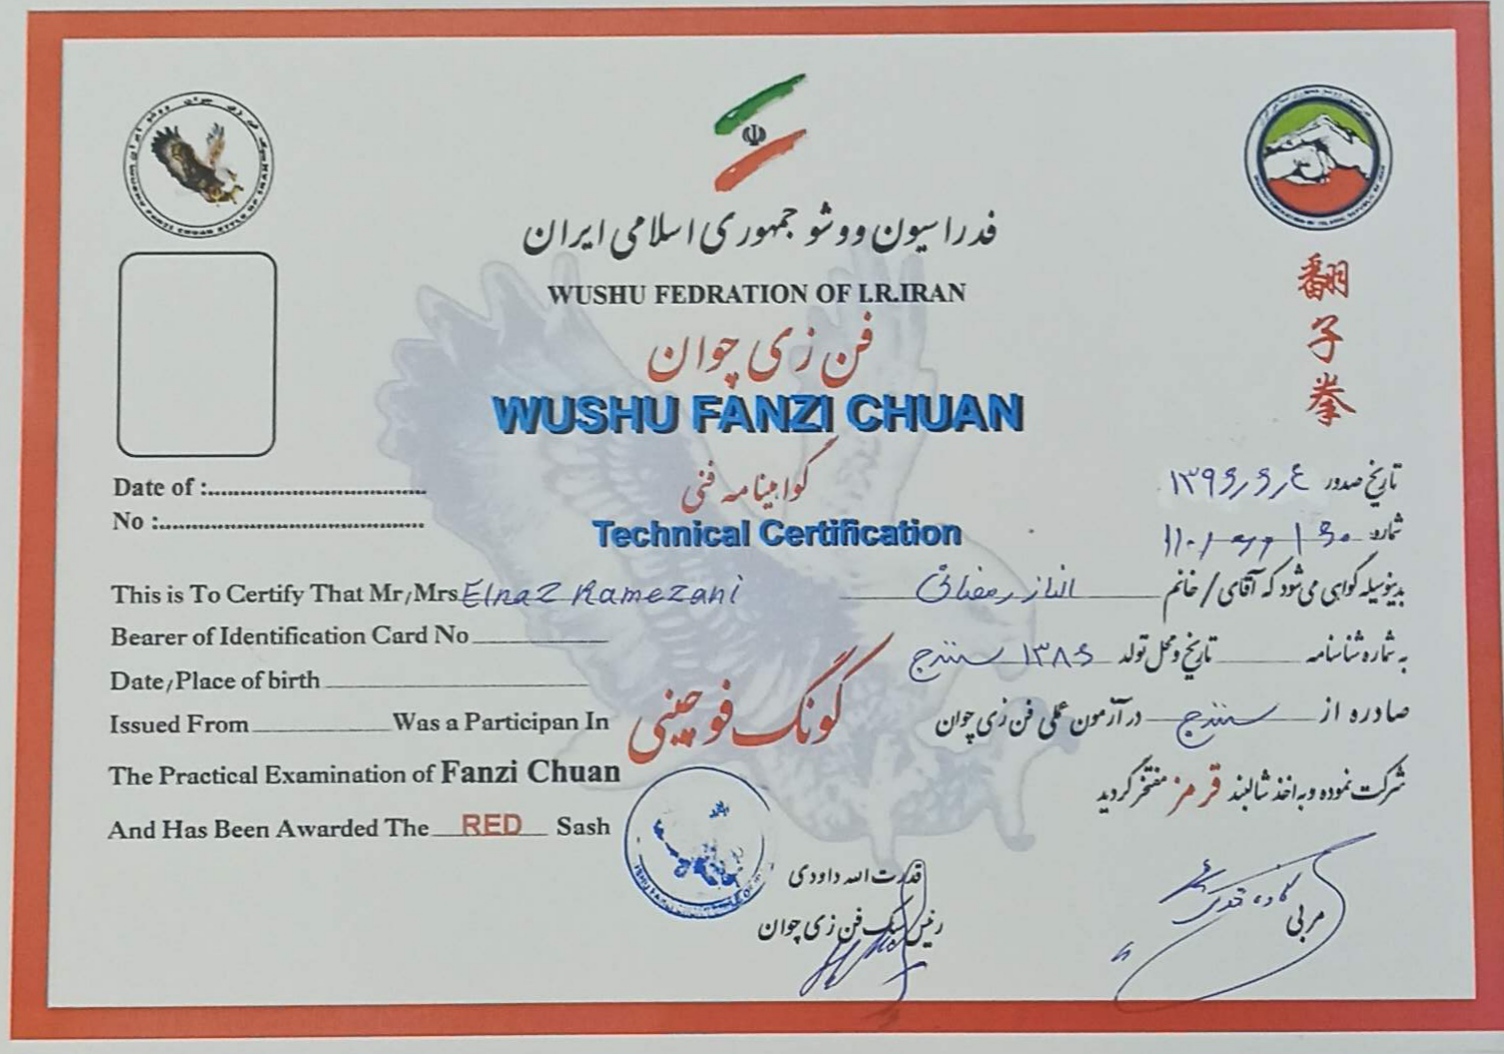 فدراسیون ووشو جمهوری اسلامی ایران
WUSHU FEDRATION OF I.R.IRAN
فن زی چوان
WUSHU FANZI CHUAN
گواهینامه فنی
Technical Certification
翻子拳
Date of :
No :
This is To Certify That Mr/Mrs Elnaz Ramezani
Bearer of Identification Card No
Date/Place of birth
Issued From Was a Participan In
The Practical Examination of Fanzi Chuan
And Has Been Awarded The RED Sash
گونگ فو چینی
تاریخ صدور
شماره
بدینوسیله گواهی می شود که آقای / خانم الناز رمضانی
به شماره شناسنامه تاریخ و محل تولد ۱۳۸۶ سنندج
صادره از سنندج در آزمون عملی فن زی چوان
شرکت نموده و به اخذ شالبند قرمز مفتخر گردید
قدرت الله داودی
رئیس سبک فن زی چوان
مربی